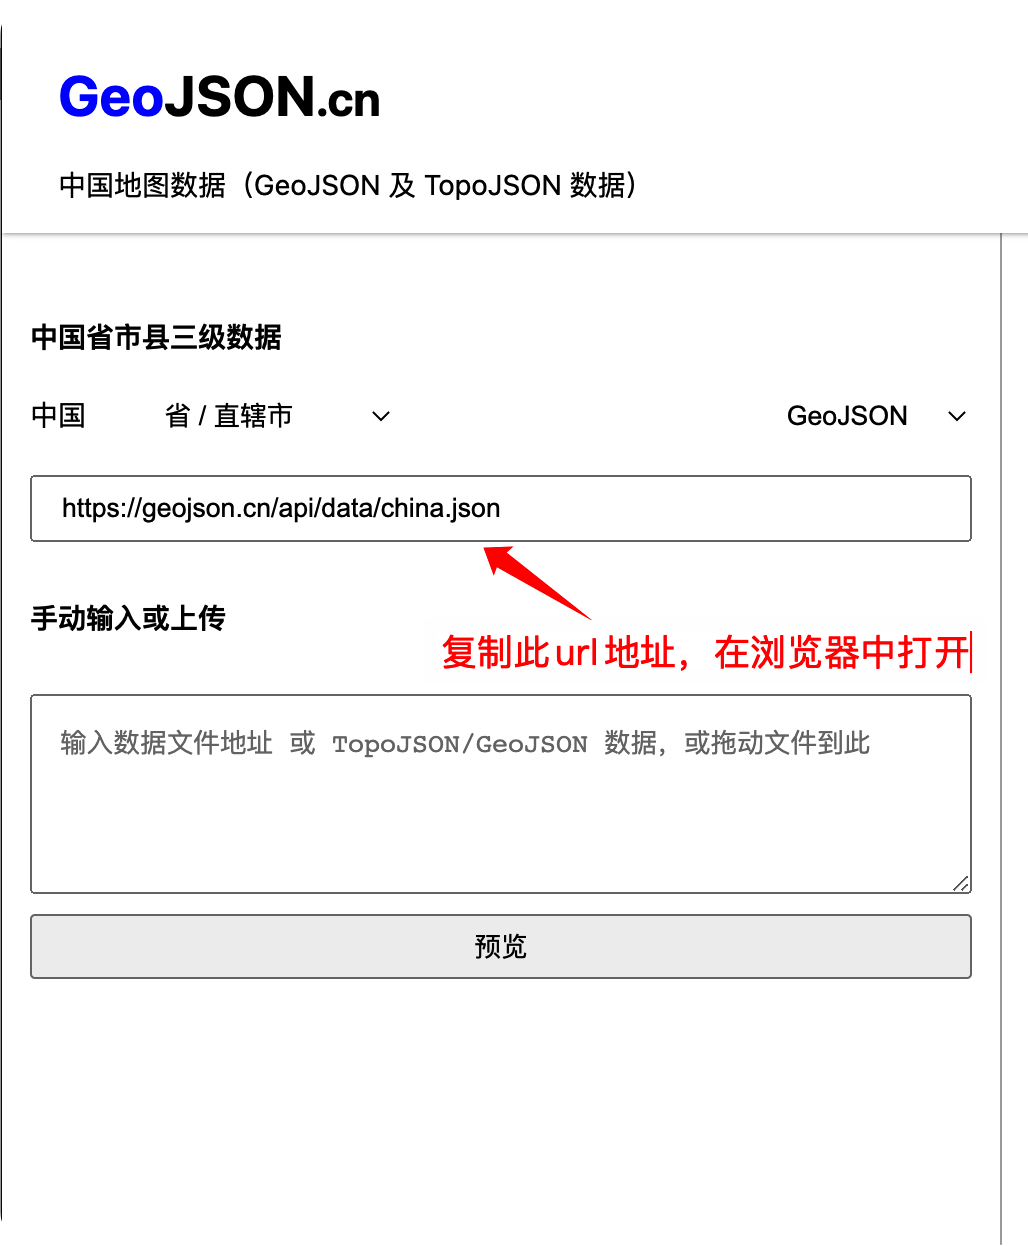 GeoJSON.cn
中国地图数据（GeoJSON 及 TopoJSON 数据）
中国省市县三级数据
中国 省 / 直辖市 GeoJSON
https://geojson.cn/api/data/china.json
手动输入或上传
复制此url地址，在浏览器中打开
输入数据文件地址 或 TopoJSON/GeoJSON 数据，或拖动文件到此
预览